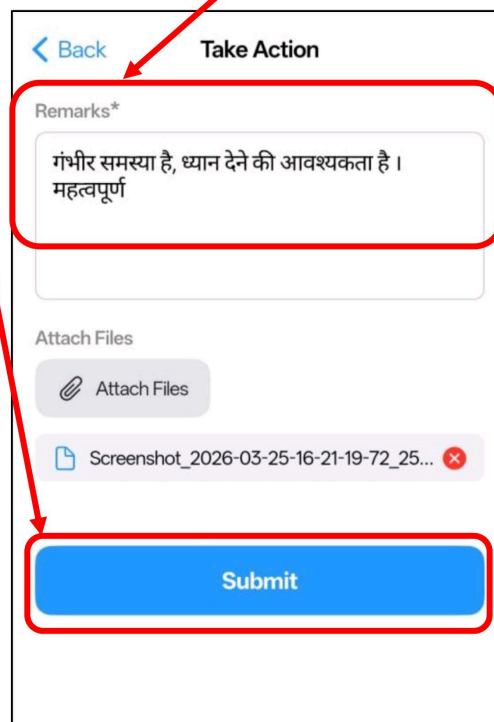 Back
Take Action
Remarks*
गंभीर समस्या है, ध्यान देने की आवश्यकता है ।
महत्वपूर्ण
Attach Files
Attach Files
Screenshot_2026-03-25-16-21-19-72_25...
Submit